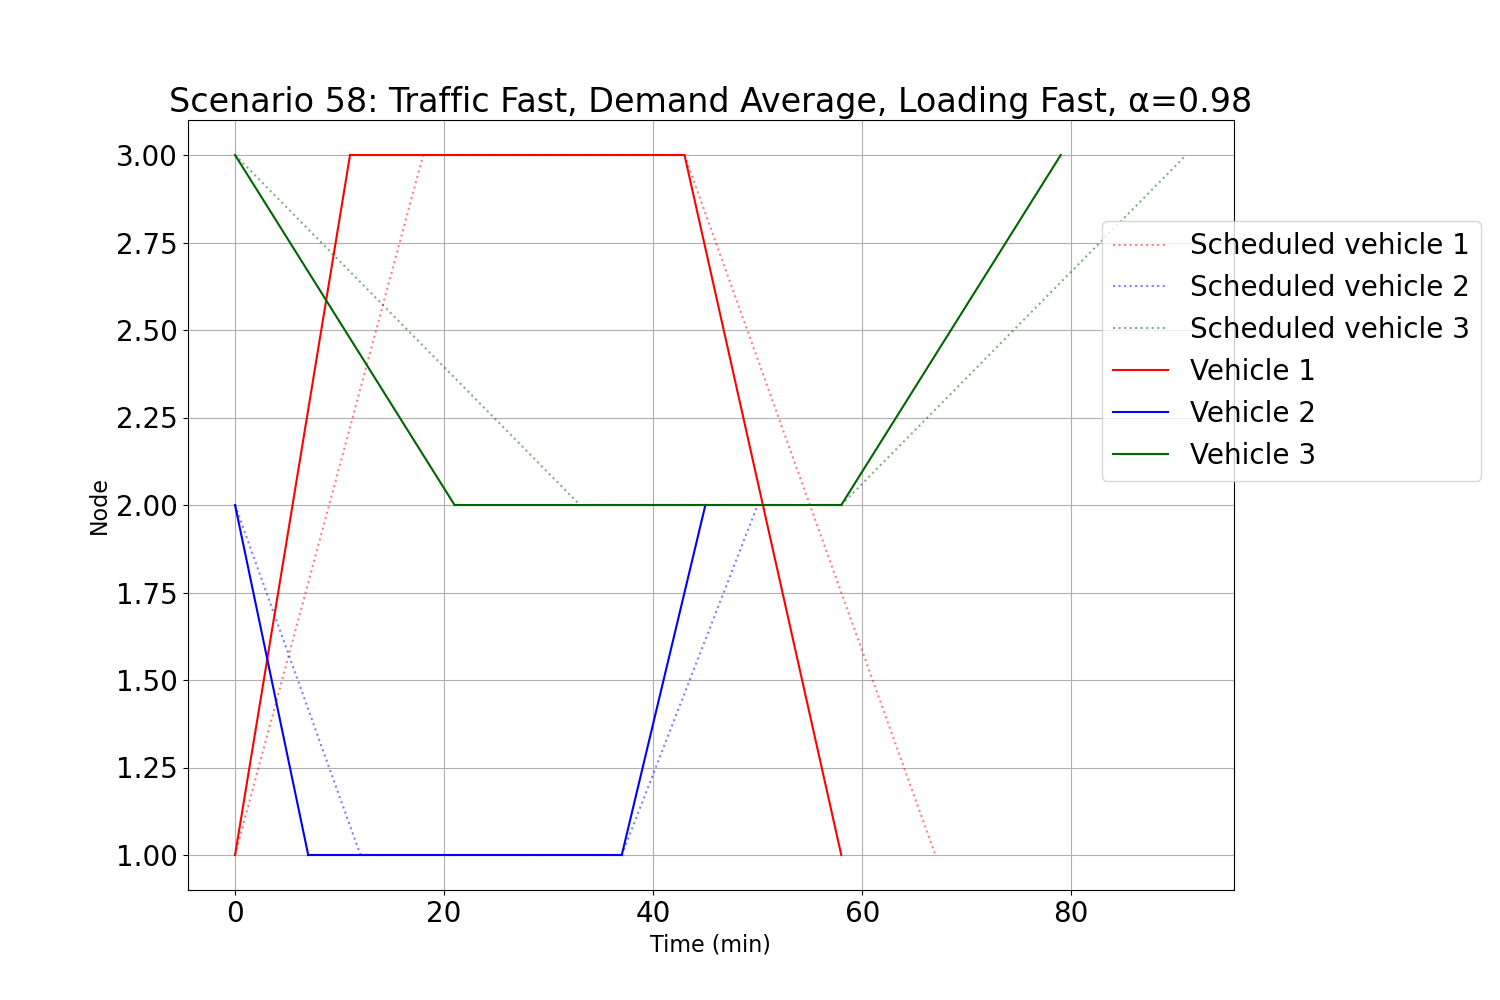 Scenario 58: Traffic Fast, Demand Average, Loading Fast, α=0.98
3.00
2.75
2.50
2.25
2.00
1.75
1.50
1.25
1.00
Node
0 20 40 60 80
Time (min)
Scheduled vehicle 1
Scheduled vehicle 2
Scheduled vehicle 3
Vehicle 1
Vehicle 2
Vehicle 3